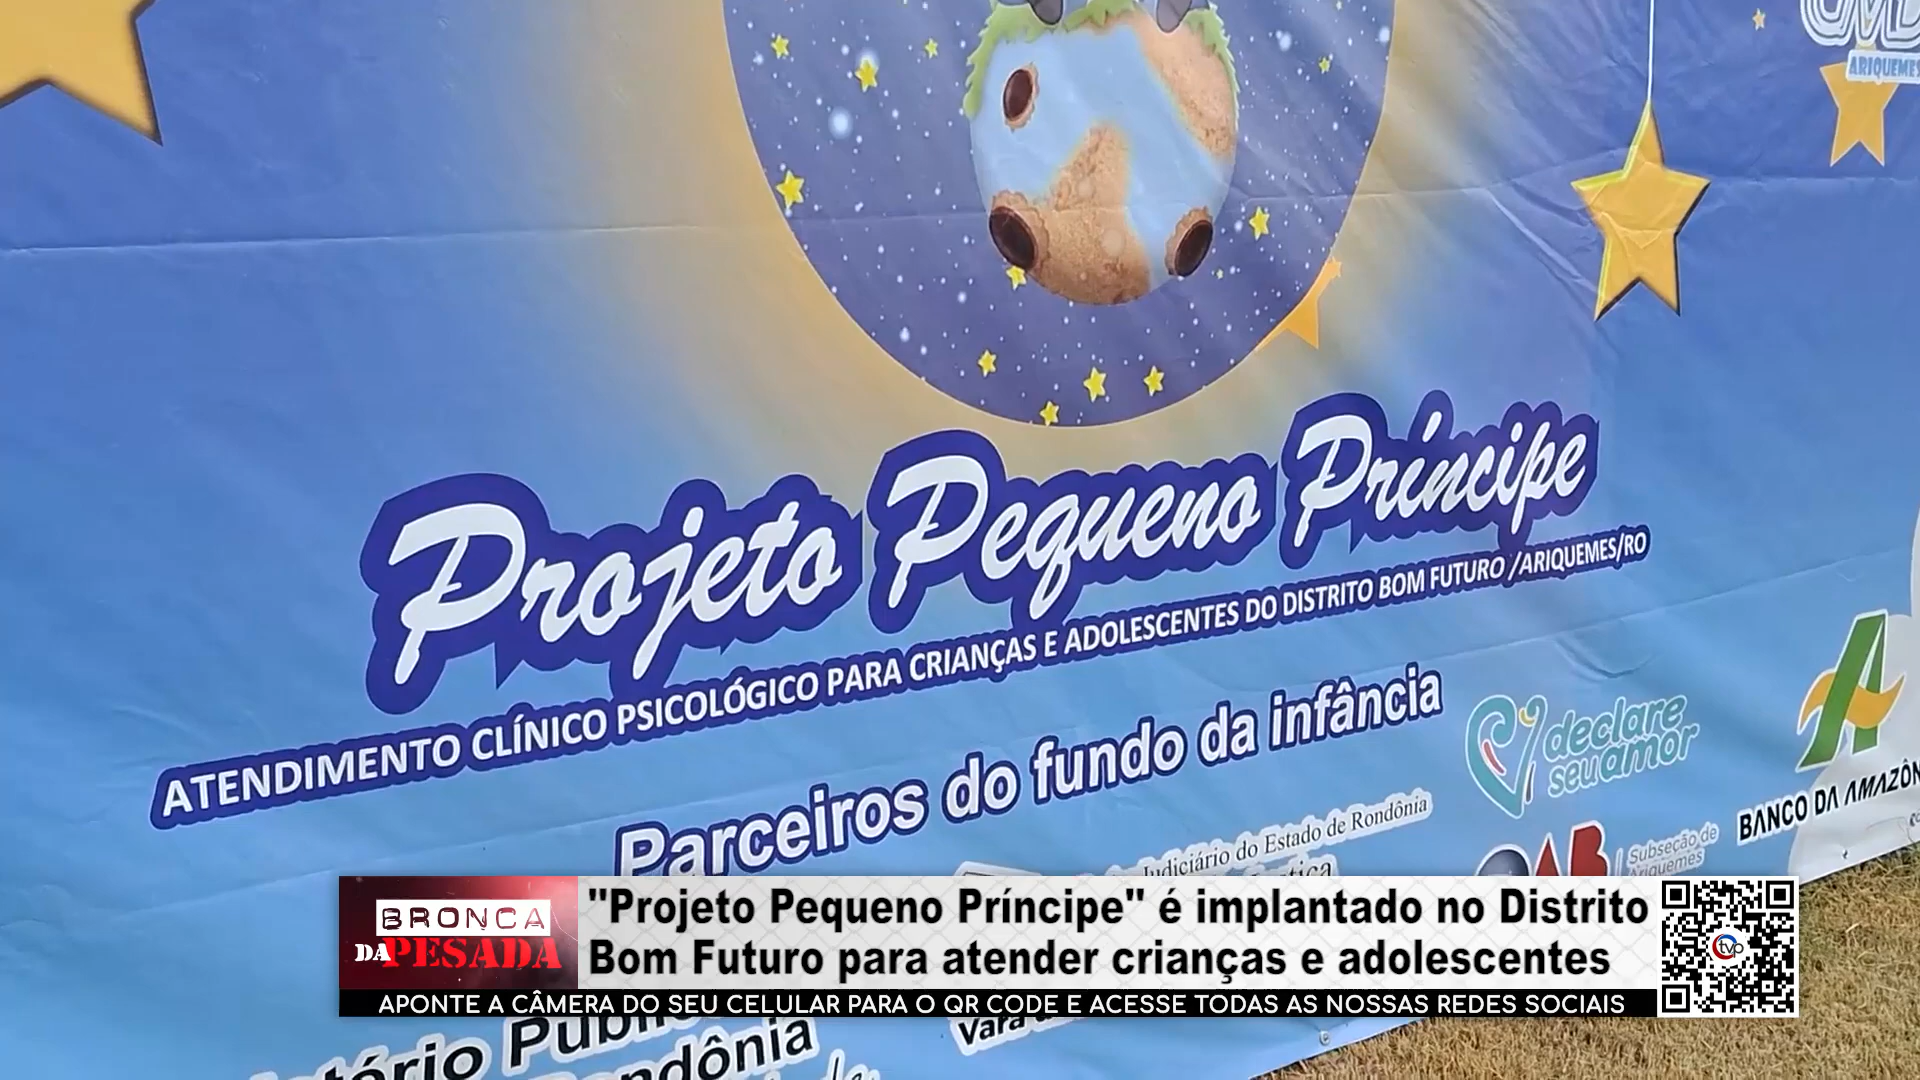 ARIQUEMES
Projeto Pequeno Príncipe
ATENDIMENTO CLÍNICO PSICOLÓGICO PARA CRIANÇAS E ADOLESCENTES DO DISTRITO BOM FUTURO /ARIQUEMES/RO
Parceiros do fundo da infância
declare
seu amor
BANCO DA AMAZÔN
Judiciário do Estado de Rondônia
OAB
Subseção de
Ariquemes
BRONCA
DA PESADA
"Projeto Pequeno Príncipe" é implantado no Distrito
Bom Futuro para atender crianças e adolescentes
tvp
APONTE A CÂMERA DO SEU CELULAR PARA O QR CODE E ACESSE TODAS AS NOSSAS REDES SOCIAIS